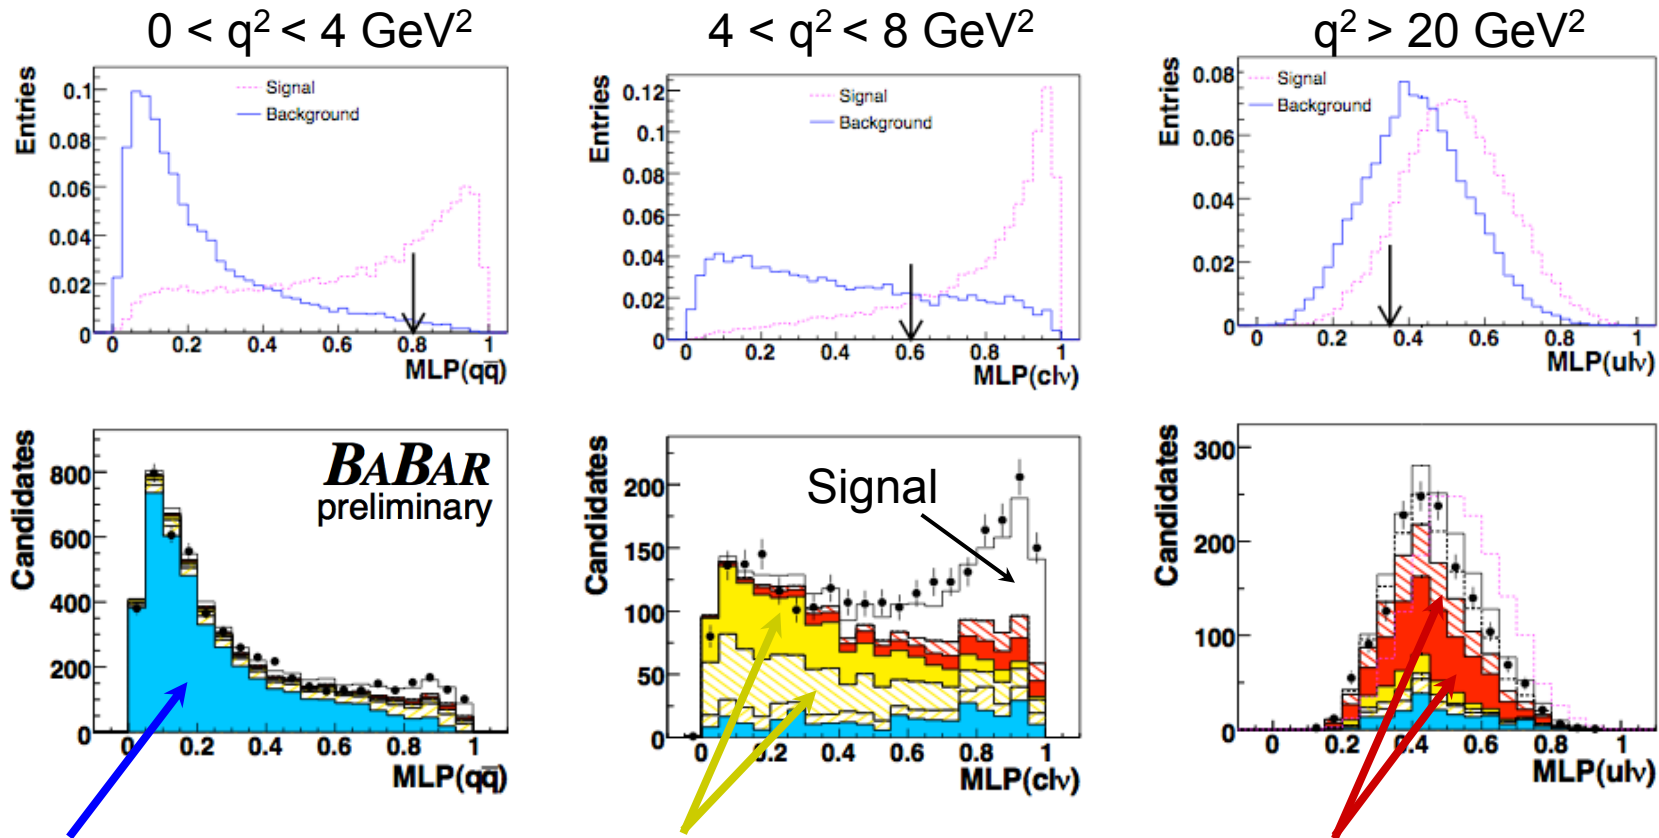 0 < q² < 4 GeV²
4 < q² < 8 GeV²
q² > 20 GeV²
Entries
0.1
0.08
0.06
0.04
0.02
0
Signal
Background
0 0.2 0.4 0.6 0.8 1
MLP(qq̅)
Entries
0.12
0.1
0.08
0.06
0.04
0.02
0
Signal
Background
0 0.2 0.4 0.6 0.8 1
MLP(clν)
Entries
0.08
0.06
0.04
0.02
0
Signal
Background
0 0.2 0.4 0.6 0.8 1
MLP(ulν)
Candidates
800
600
400
200
0
BABAR
preliminary
0 0.2 0.4 0.6 0.8 1
MLP(qq̅)
Candidates
200
150
100
50
0
Signal
0 0.2 0.4 0.6 0.8 1
MLP(clν)
Candidates
300
200
100
0
0 0.2 0.4 0.6 0.8 1
MLP(ulν)